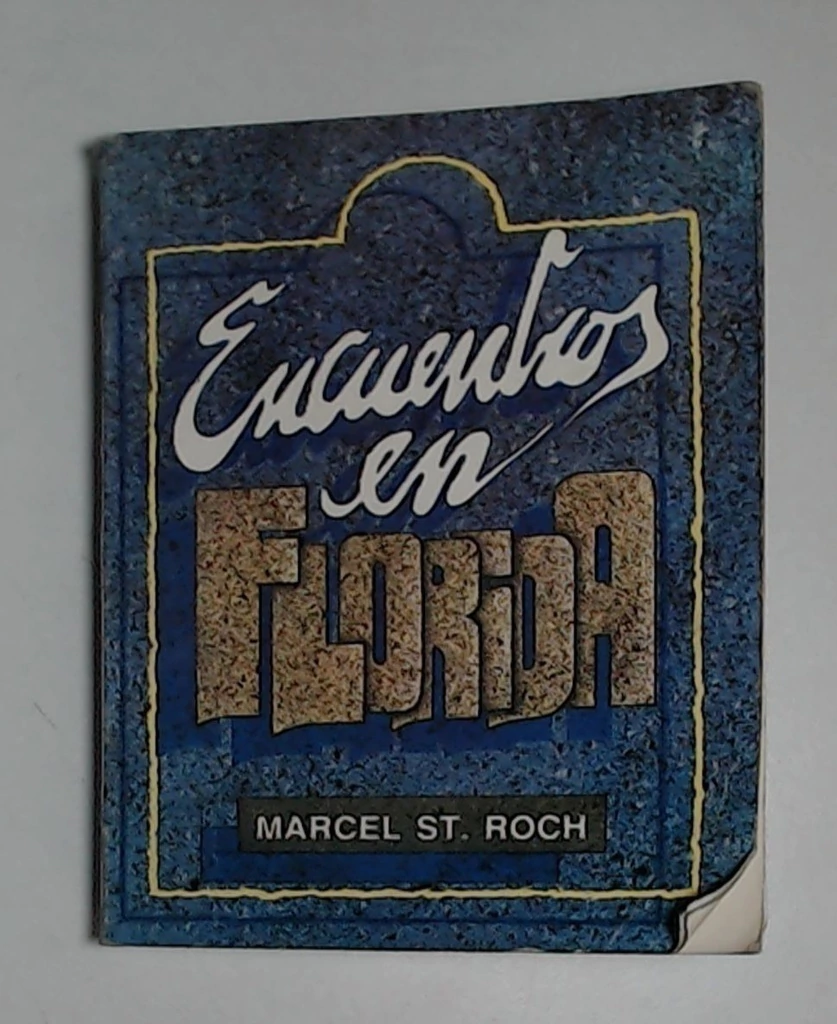 Encuentros
en
FLORiDA
MARCEL ST. ROCH